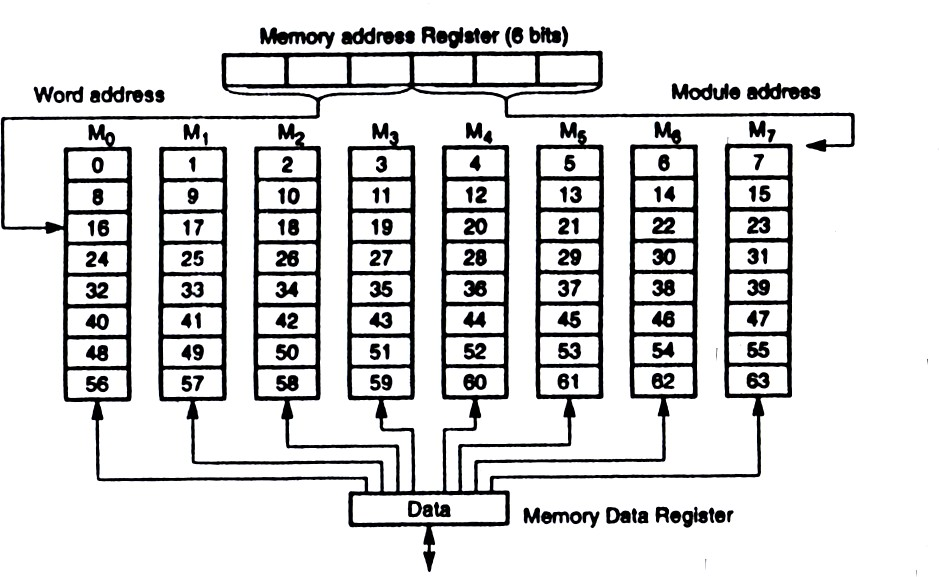 Memory address Register (6 bits)
Word address
Module address
M0 M1 M2 M3 M4 M5 M6 M7
0 1 2 3 4 5 6 7
8 9 10 11 12 13 14 15
16 17 18 19 20 21 22 23
24 25 26 27 28 29 30 31
32 33 34 35 36 37 38 39
40 41 42 43 44 45 46 47
48 49 50 51 52 53 54 55
56 57 58 59 60 61 62 63
Data
Memory Data Register